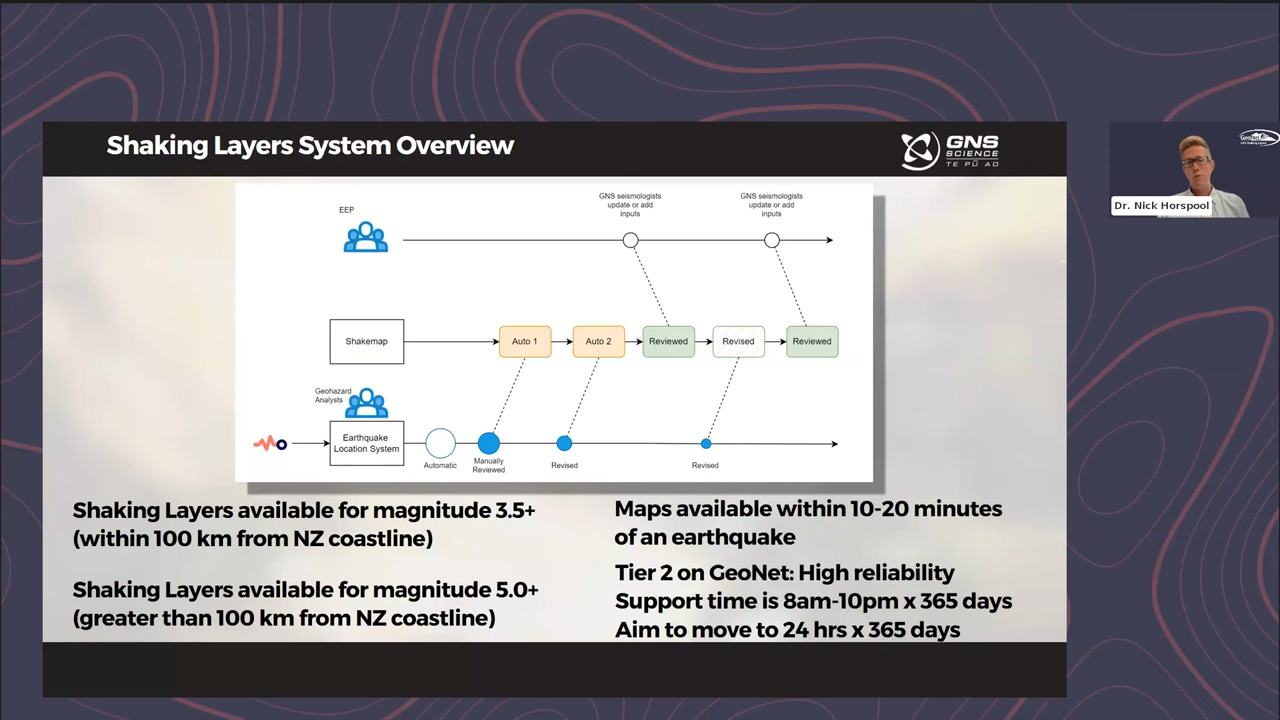 Shaking Layers System Overview
GNS
SCIENCE
TE PŪ AO
EEP
GNS seismologists
update or add
inputs
GNS seismologists
update or add
inputs
Shakemap
Auto 1
Auto 2
Reviewed
Revised
Reviewed
Geohazard
Analysts
Earthquake
Location System
Automatic
Manually
Reviewed
Revised
Revised
Shaking Layers available for magnitude 3.5+
(within 100 km from NZ coastline)
Shaking Layers available for magnitude 5.0+
(greater than 100 km from NZ coastline)
Maps available within 10-20 minutes
of an earthquake
Tier 2 on GeoNet: High reliability
Support time is 8am-10pm x 365 days
Aim to move to 24 hrs x 365 days
Dr. Nick Horspool